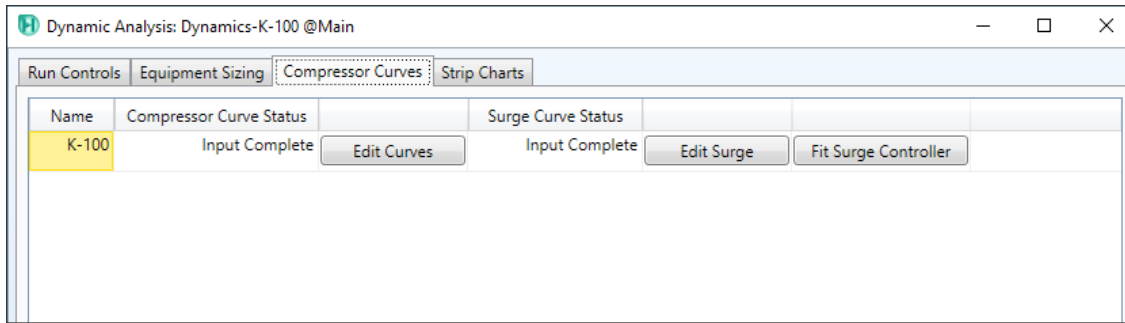 Dynamic Analysis: Dynamics-K-100 @Main
Run Controls Equipment Sizing Compressor Curves Strip Charts
Name Compressor Curve Status Surge Curve Status
K-100 Input Complete Edit Curves Input Complete Edit Surge Fit Surge Controller